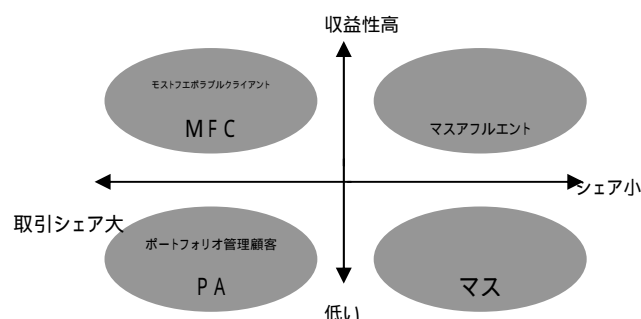 収益性高
モストフエボラブルクライアント
ＭＦＣ
マスアフルエント
シェア小
取引シェア大
ポートフォリオ管理顧客
ＰＡ
マス
低い